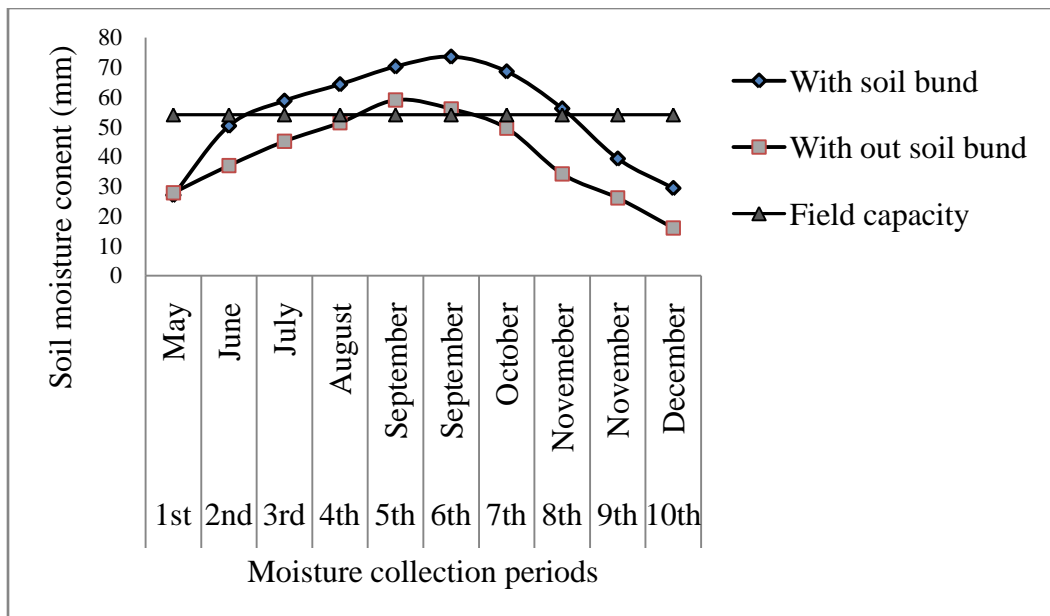 Soil moisture conent (mm)
80
70
60
50
40
30
20
10
0
With soil bund
With out soil bund
Field capacity
May
June
July
August
September
September
October
Novemeber
November
December
1st 2nd 3rd 4th 5th 6th 7th 8th 9th 10th
Moisture collection periods